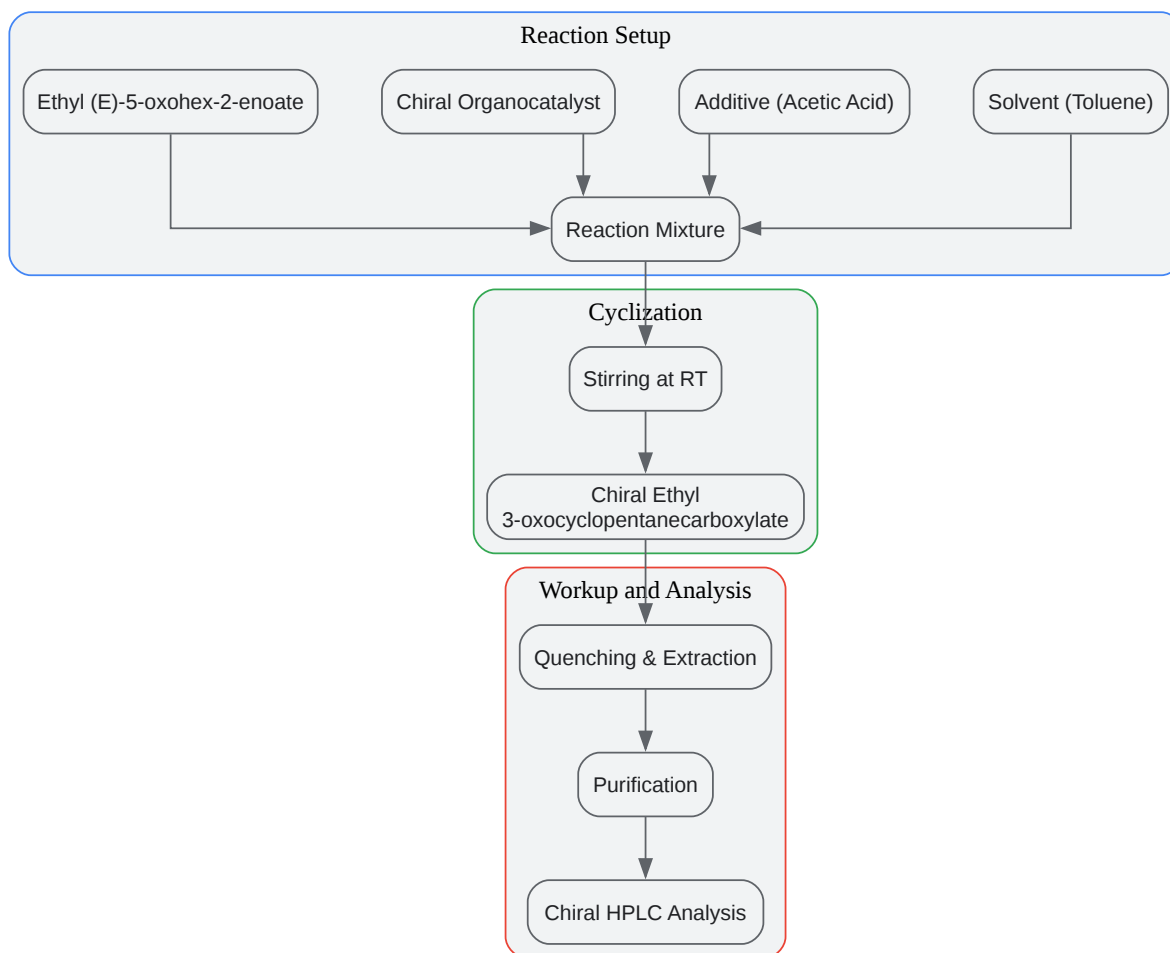 Reaction Setup
Ethyl (E)-5-oxohex-2-enoate
Chiral Organocatalyst
Additive (Acetic Acid)
Solvent (Toluene)
Reaction Mixture
Cyclization
Stirring at RT
Chiral Ethyl
3-oxocyclopentanecarboxylate
Workup and Analysis
Quenching & Extraction
Purification
Chiral HPLC Analysis